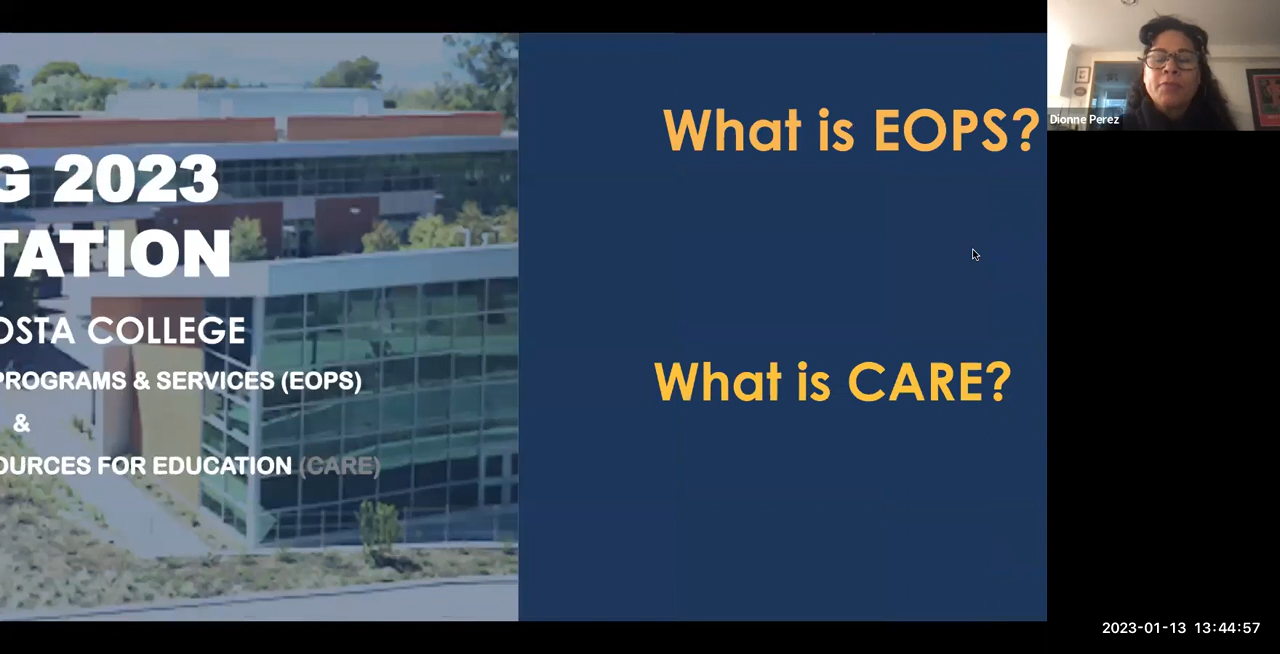 G 2023
TATION
OSTA COLLEGE
PROGRAMS & SERVICES (EOPS)
&
OURCES FOR EDUCATION (CARE)
What is EOPS?
What is CARE?
Dionne Perez
2023-01-13 13:44:57